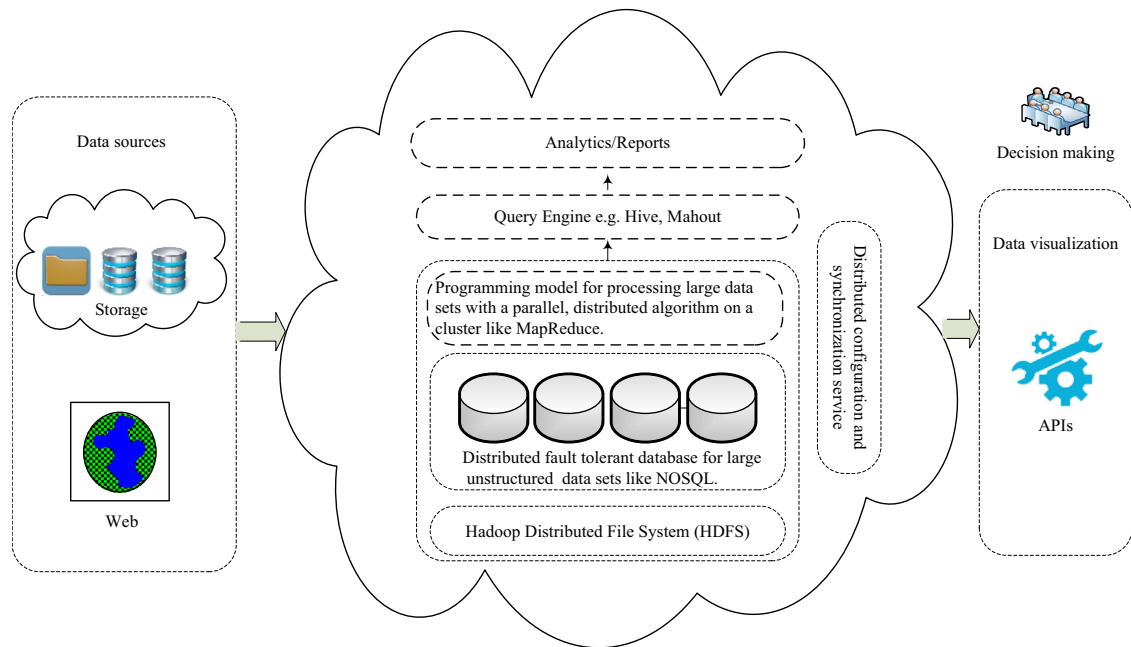 Data sources
Storage
Web
Analytics/Reports
Query Engine e.g. Hive, Mahout
Programming model for processing large data
sets with a parallel, distributed algorithm on a
cluster like MapReduce.
Distributed fault tolerant database for large
unstructured data sets like NOSQL.
Hadoop Distributed File System (HDFS)
Distributed configuration and
synchronization service
Decision making
Data visualization
APIs